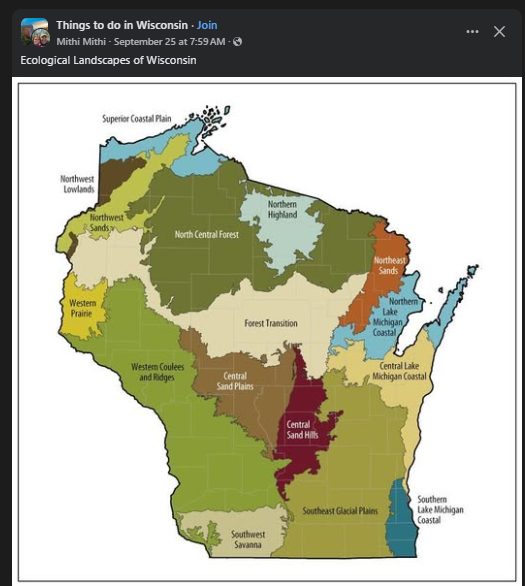 Things to do in Wisconsin · Join
Mithi Mithi · September 25 at 7:59 AM ·
Ecological Landscapes of Wisconsin
Superior Coastal Plain
Northwest
Lowlands
Northwest
Sands
North Central Forest
Northern
Highland
Northeast
Sands
Western
Prairie
Forest Transition
Northern
Lake
Michigan
Coastal
Western Coulees
and Ridges
Central
Sand Plains
Central Lake
Michigan Coastal
Central
Sand Hills
Southeast Glacial Plains
Southern
Lake Michigan
Coastal
Southwest
Savanna